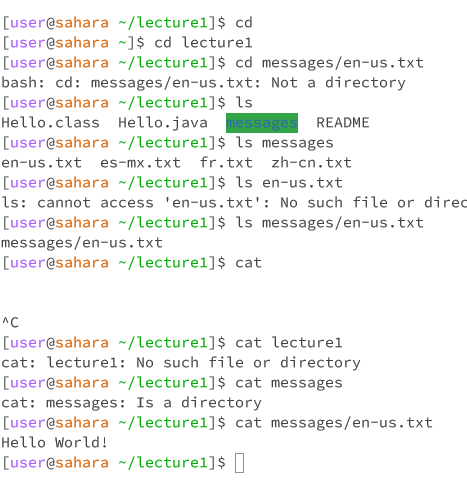 [user@sahara ~/lecture1]$ cd
[user@sahara ~]$ cd lecture1
[user@sahara ~/lecture1]$ cd messages/en-us.txt
bash: cd: messages/en-us.txt: Not a directory
[user@sahara ~/lecture1]$ ls
Hello.class  Hello.java  messages  README
[user@sahara ~/lecture1]$ ls messages
en-us.txt  es-mx.txt  fr.txt  zh-cn.txt
[user@sahara ~/lecture1]$ ls en-us.txt
ls: cannot access 'en-us.txt': No such file or direc
[user@sahara ~/lecture1]$ ls messages/en-us.txt
messages/en-us.txt
[user@sahara ~/lecture1]$ cat
^C
[user@sahara ~/lecture1]$ cat lecture1
cat: lecture1: No such file or directory
[user@sahara ~/lecture1]$ cat messages
cat: messages: Is a directory
[user@sahara ~/lecture1]$ cat messages/en-us.txt
Hello World!
[user@sahara ~/lecture1]$